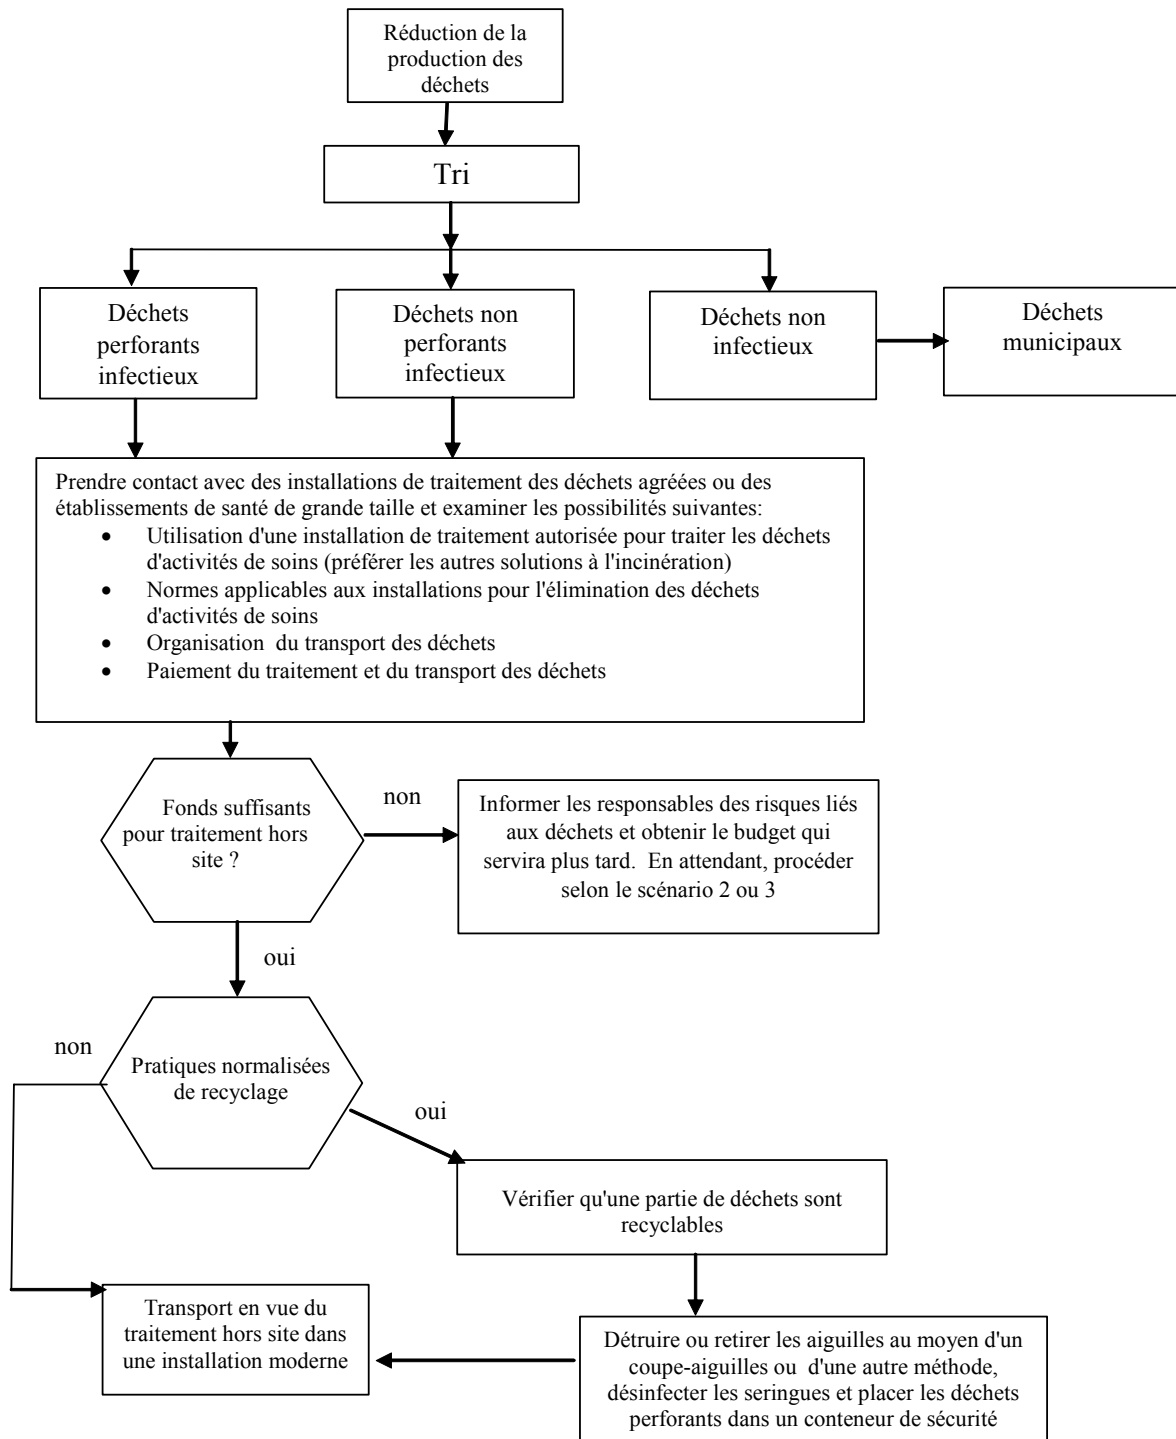 Réduction de la
production des
déchets
Tri
Déchets
perforants
infectieux
Déchets non
perforants
infectieux
Déchets non
infectieux
Déchets
municipaux
Prendre contact avec des installations de traitement des déchets agréées ou des
établissements de santé de grande taille et examiner les possibilités suivantes:
• Utilisation d'une installation de traitement autorisée pour traiter les déchets
d'activités de soins (préférer les autres solutions à l'incinération)
• Normes applicables aux installations pour l'élimination des déchets
d'activités de soins
• Organisation du transport des déchets
• Paiement du traitement et du transport des déchets
Fonds suffisants
pour traitement hors
site ?
non
Informer les responsables des risques liés
aux déchets et obtenir le budget qui
servira plus tard. En attendant, procéder
selon le scénario 2 ou 3
oui
non
Pratiques normalisées
de recyclage
oui
Vérifier qu'une partie de déchets sont
recyclables
Transport en vue du
traitement hors site dans
une installation moderne
Détruire ou retirer les aiguilles au moyen d'un
coupe-aiguilles ou d'une autre méthode,
désinfecter les seringues et placer les déchets
perforants dans un conteneur de sécurité